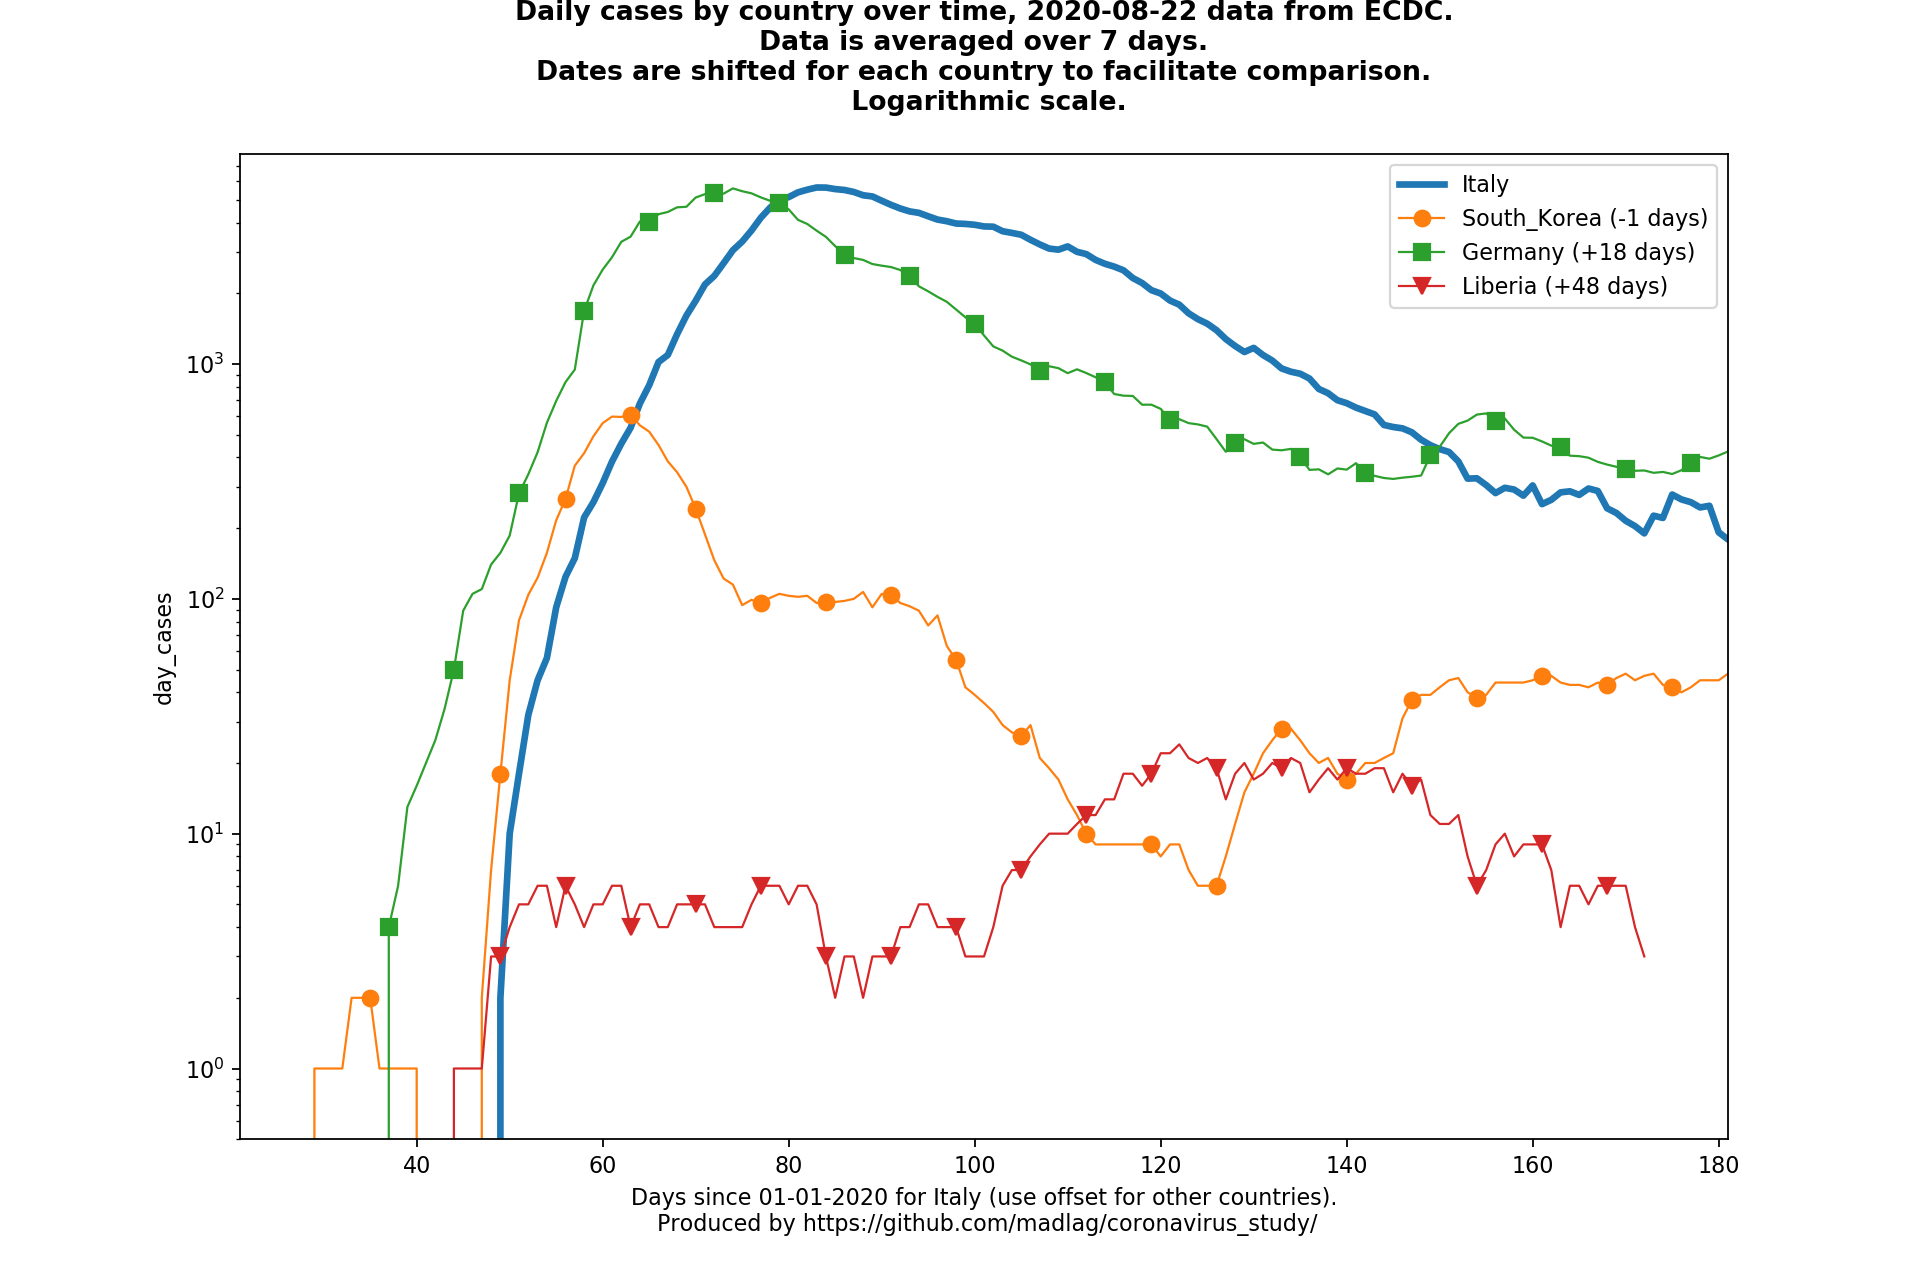 Daily cases by country over time, 2020-08-22 data from ECDC.
Data is averaged over 7 days.
Dates are shifted for each country to facilitate comparison.
Logarithmic scale.
Italy
South_Korea (-1 days)
Germany (+18 days)
Liberia (+48 days)
day_cases
10³
10²
10¹
10⁰
40 60 80 100 120 140 160 180
Days since 01-01-2020 for Italy (use offset for other countries).
Produced by https://github.com/madlag/coronavirus_study/